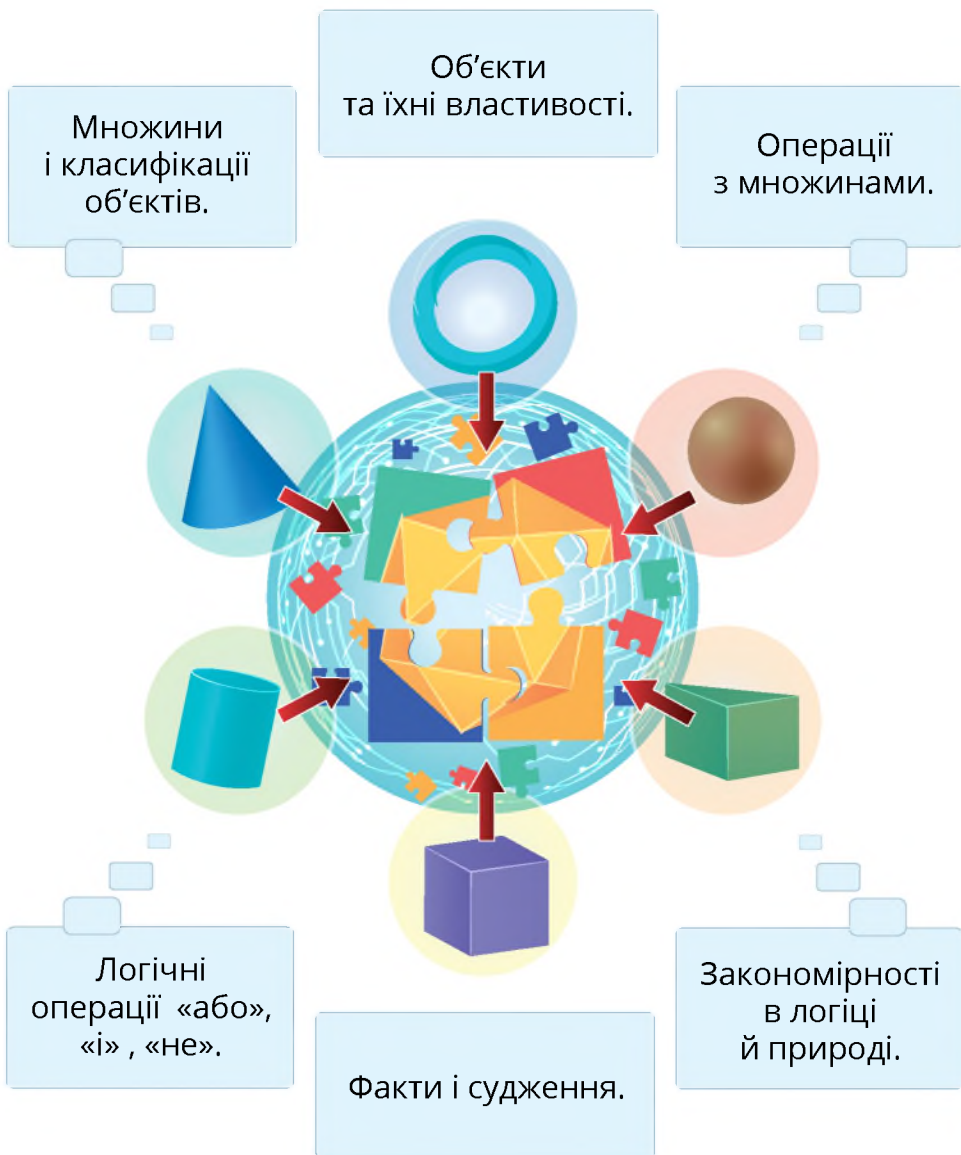 Об’єкти
та їхні властивості.
Множини
і класифікації
об’єктів.
Операції
з множинами.
Логічні
операції «або»,
«і» , «не».
Закономірності
в логіці
й природі.
Факти і судження.